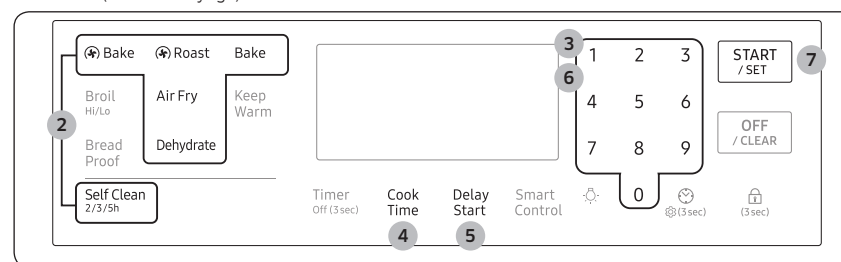 Bake Roast Bake 3 1 2 3 START 7
/ SET
6
Broil Air Fry Keep
Hi/Lo Warm
4 5 6
2
OFF
/ CLEAR
Bread Dehydrate
Proof
7 8 9
Self Clean
2/3/5h
Timer Cook Delay Smart 0
Off (3 sec) Time Start Control (3 sec) (3 sec)
4 5